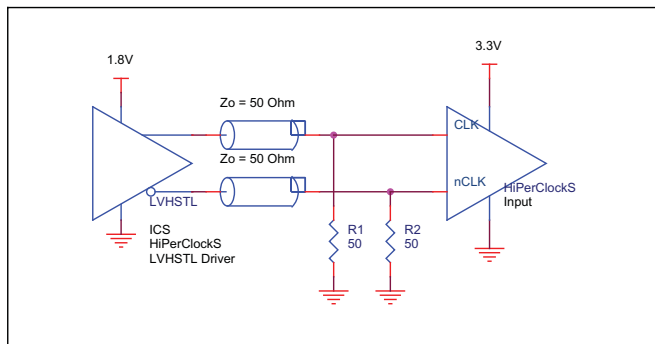 1.8V
3.3V
Zo = 50 Ohm
CLK
Zo = 50 Ohm
nCLK
LVHSTL
HiPerClockS
Input
ICS
HiPerClockS
LVHSTL Driver
R1
50
R2
50